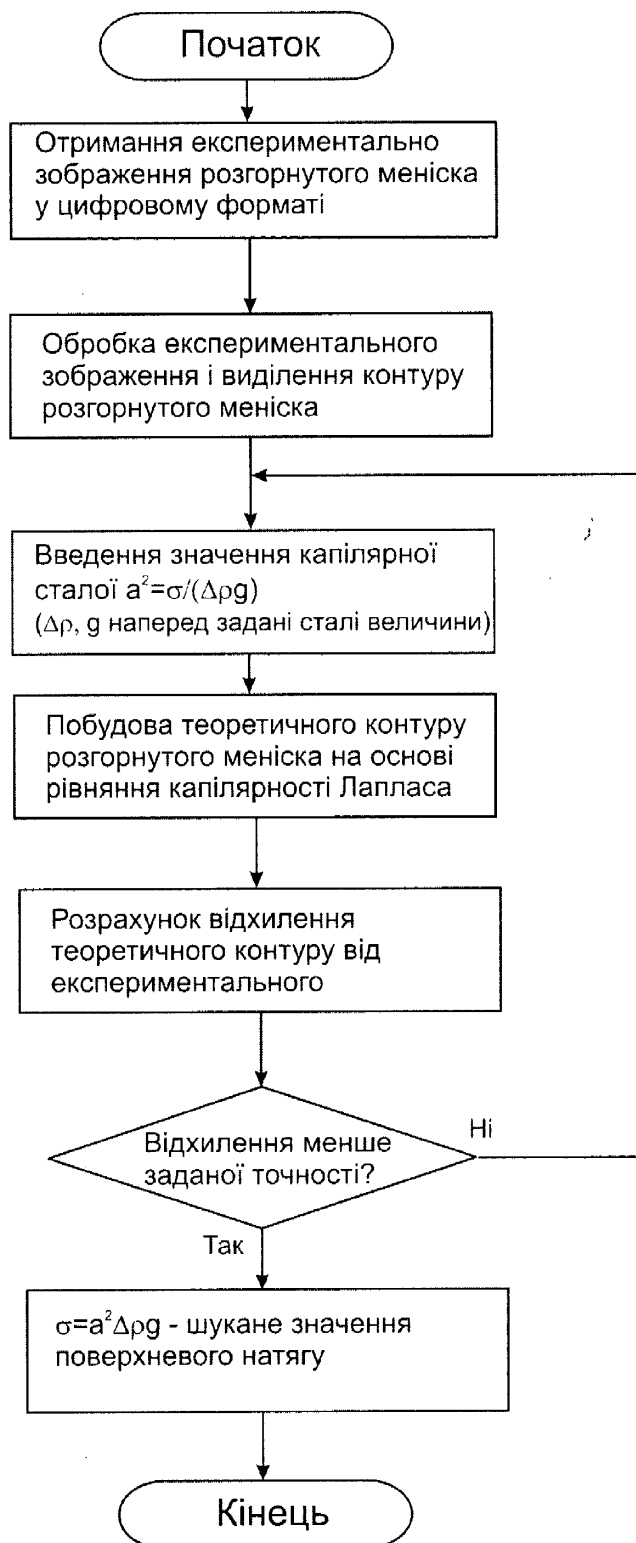 Початок
Отримання експериментально
зображення розгорнутого меніска
у цифровому форматі
Обробка експериментального
зображення і виділення контуру
розгорнутого меніска
Введення значення капілярної
сталої a²=σ/(Δρg)
(Δρ, g наперед задані сталі величини)
Побудова теоретичного контуру
розгорнутого меніска на основі
рівняння капілярності Лапласа
Розрахунок відхилення
теоретичного контуру від
експериментального
Відхилення менше
заданої точності?
Ні
Так
σ=a²Δρg - шукане значення
поверхневого натягу
Кінець